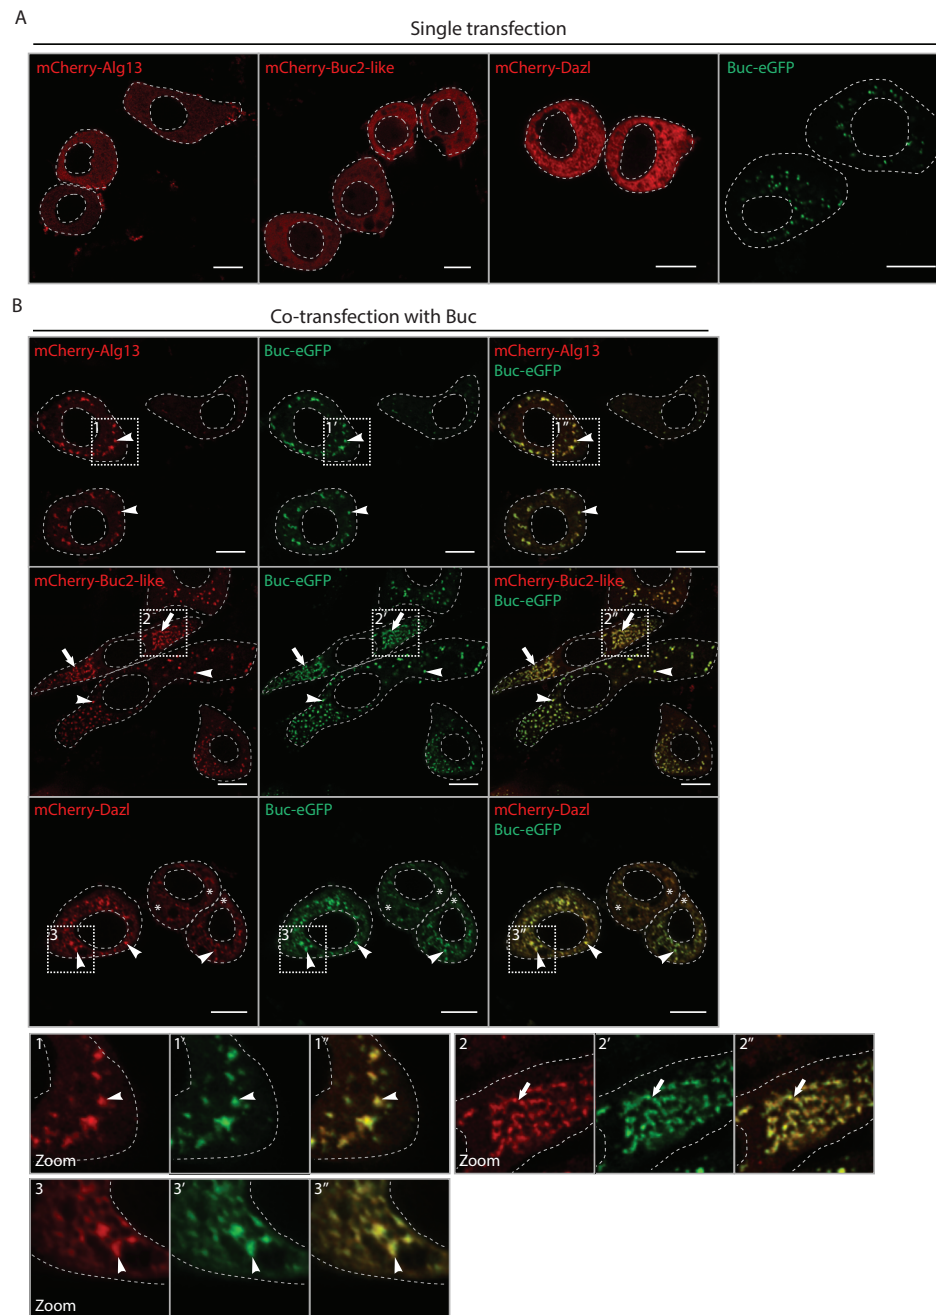 A
Single transfection
mCherry-Alg13
mCherry-Buc2-like
mCherry-Dazl
Buc-eGFP
B
Co-transfection with Buc
mCherry-Alg13
Buc-eGFP
mCherry-Alg13
Buc-eGFP
1
1'
1''
mCherry-Buc2-like
Buc-eGFP
mCherry-Buc2-like
Buc-eGFP
2
2'
2''
mCherry-Dazl
Buc-eGFP
mCherry-Dazl
Buc-eGFP
*
*
*
*
*
*
*
*
*
3
3'
3''
1
1'
1''
2
2'
2''
Zoom
Zoom
3
3'
3''
Zoom